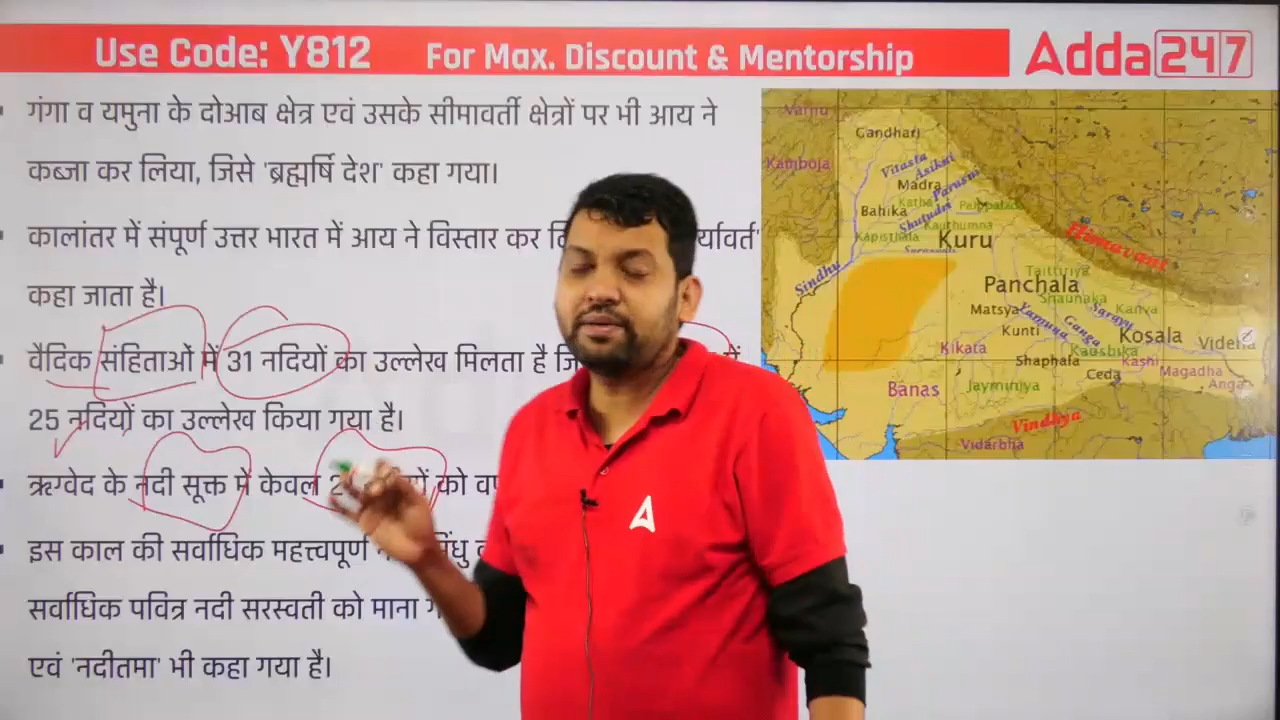 Use Code: Y812 For Max. Discount & Mentorship
Adda247
गंगा व यमुना के दोआब क्षेत्र एवं उसके सीमावर्ती क्षेत्रों पर भी आय ने
कब्जा कर लिया, जिसे 'ब्रह्मर्षि देश' कहा गया।
कालांतर में संपूर्ण उत्तर भारत में आय ने विस्तार कर
कहा जाता है।
वैदिक संहिताओं में 31 नदियों का उल्लेख मिलता है में
25 नदियों का उल्लेख किया गया है।
ऋग्वेद के नदी सूक्त में केवल को
इस काल की सर्वाधिक महत्त्वपूर्ण
सर्वाधिक पवित्र नदी सरस्वती को माना
एवं 'नदीतमा' भी कहा गया है।
Gandhari
Kamboja
Vitasta
Asikni
Madra
Parusni
Katha
Bahika
Shutudri
Kauthumna
Kapisthala
Kuru
Sindhu
Himavant
Taittiriya
Panchala
Shaunaka
Matsya
Kanva
Yamuna
Ganga
Sarayu
Kunti
Kosala
Videha
Kikata
Kaushika
Shaphala
Kashi
Ceda
Magadha
Anga
Banas
Jayminiya
Vindhya
Vidarbha